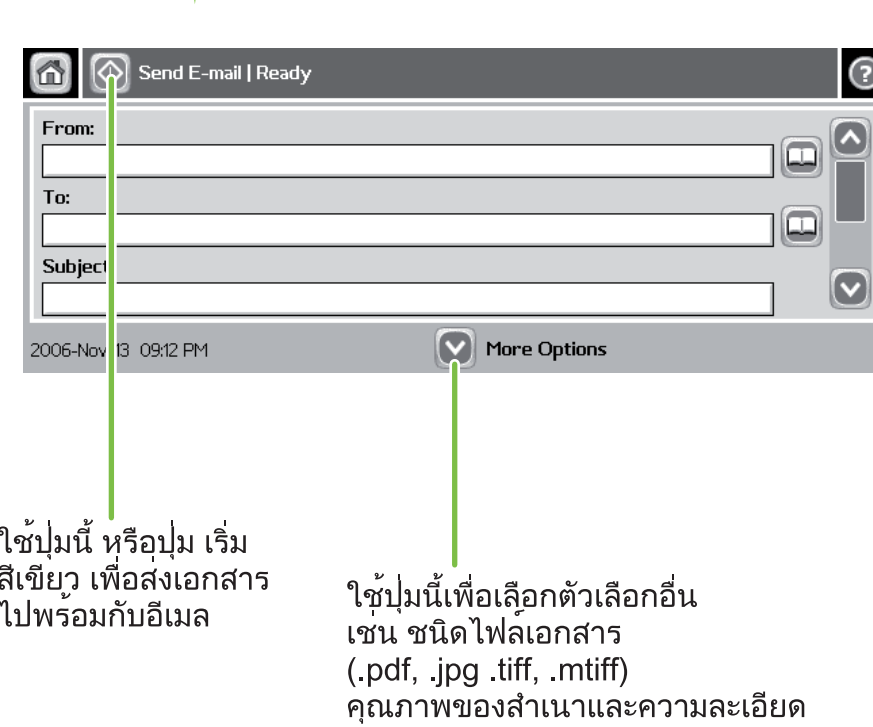 Send E-mail | Ready
?
From:
To:
Subject
2006-Nov 13 09:12 PM
More Options
ใช้ปุ่มนี้ หรือปุ่ม เริ่ม
สีเขียว เพื่อส่งเอกสาร
ไปพร้อมกับอีเมล
ใช้ปุ่มนี้เพื่อเลือกตัวเลือกอื่น
เช่น ชนิดไฟล์เอกสาร
(.pdf, .jpg .tiff, .mtiff)
คุณภาพของสำเนาและความละเอียด